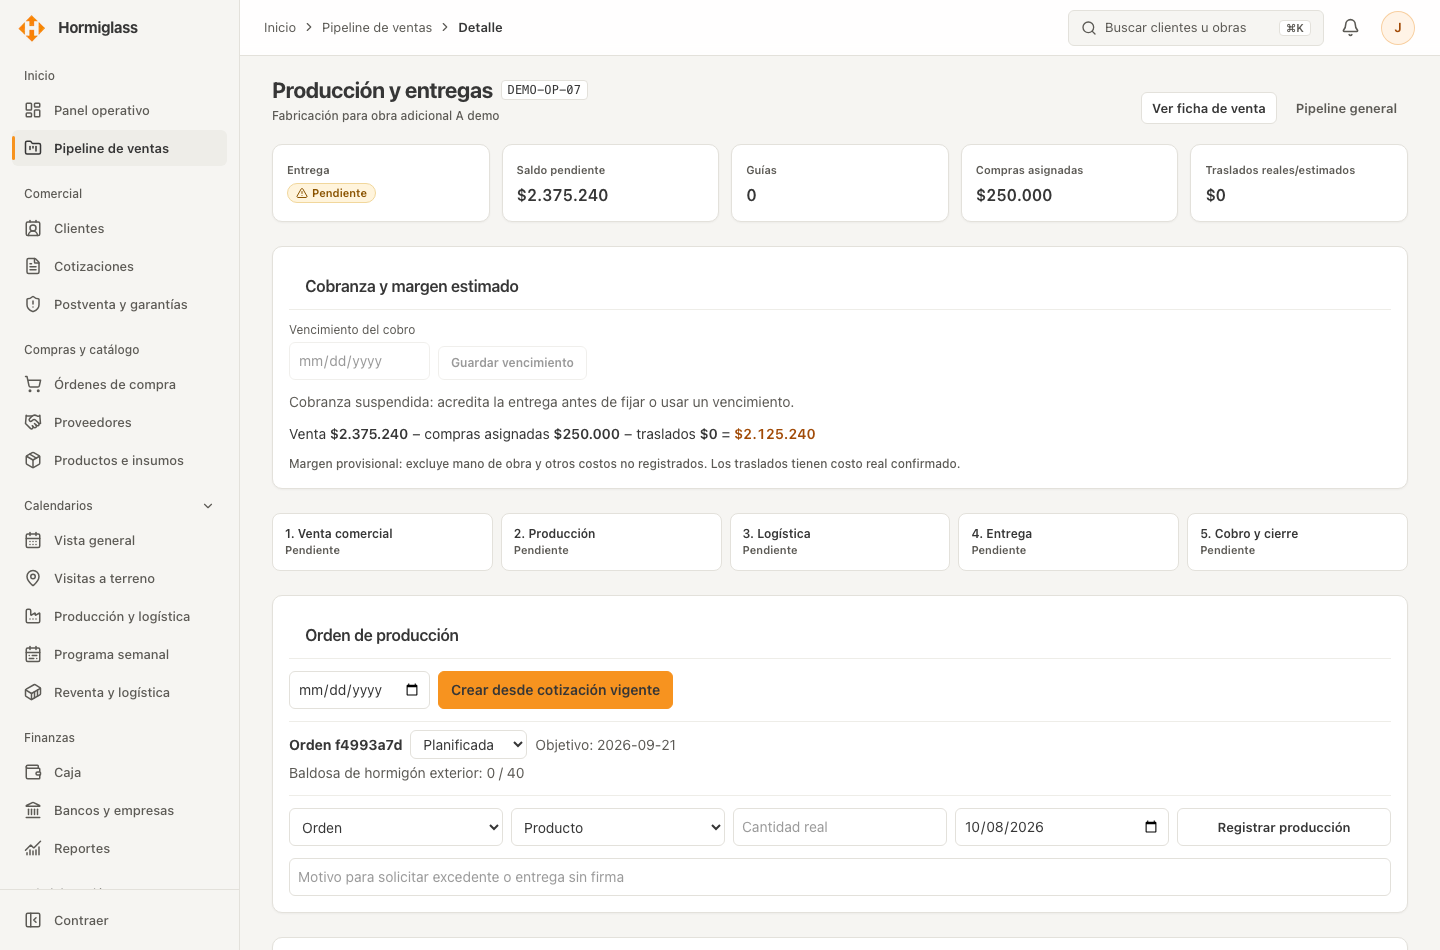 Hormiglass
Inicio
Panel operativo
Pipeline de ventas
Comercial
Clientes
Cotizaciones
Postventa y garantías
Compras y catálogo
Órdenes de compra
Proveedores
Productos e insumos
Calendarios
Vista general
Visitas a terreno
Producción y logística
Programa semanal
Reventa y logística
Finanzas
Caja
Bancos y empresas
Reportes
Contraer
Inicio > Pipeline de ventas > Detalle
Buscar clientes u obras ⌘K
J
Producción y entregas DEMO-OP-07
Fabricación para obra adicional A demo
Ver ficha de venta Pipeline general
Entrega
Pendiente
Saldo pendiente
$2.375.240
Guías
0
Compras asignadas
$250.000
Traslados reales/estimados
$0
Cobranza y margen estimado
Vencimiento del cobro
mm/dd/yyyy Guardar vencimiento
Cobranza suspendida: acredita la entrega antes de fijar o usar un vencimiento.
Venta $2.375.240 – compras asignadas $250.000 – traslados $0 = $2.125.240
Margen provisional: excluye mano de obra y otros costos no registrados. Los traslados tienen costo real confirmado.
1. Venta comercial
Pendiente
2. Producción
Pendiente
3. Logística
Pendiente
4. Entrega
Pendiente
5. Cobro y cierre
Pendiente
Orden de producción
mm/dd/yyyy Crear desde cotización vigente
Orden f4993a7d Planificada Objetivo: 2026-09-21
Baldosa de hormigón exterior: 0 / 40
Orden Producto Cantidad real 10/08/2026 Registrar producción
Motivo para solicitar excedente o entrega sin firma